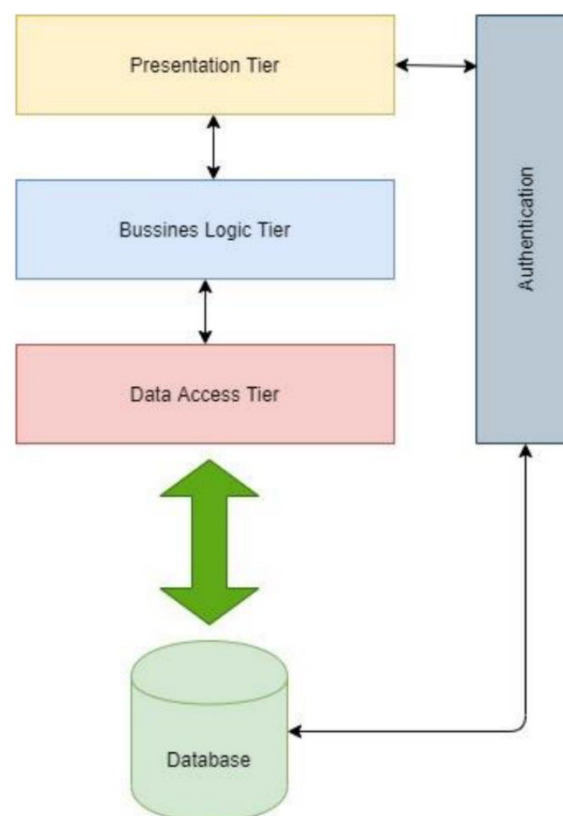 Presentation Tier
Authentication
Bussines Logic Tier
Data Access Tier
Database